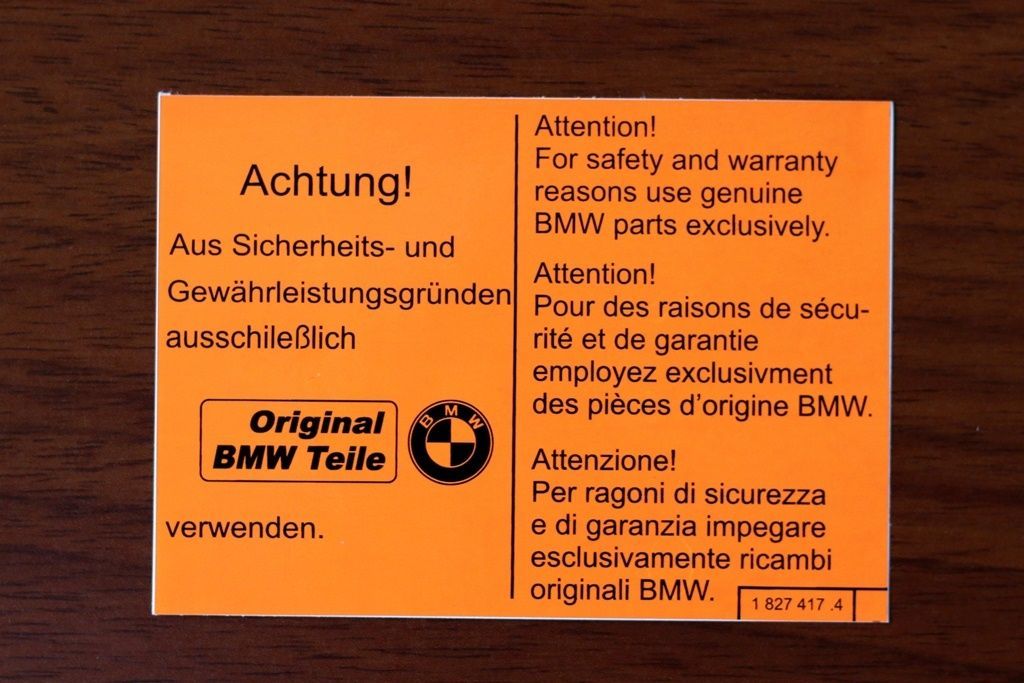 Achtung!
Aus Sicherheits- und
Gewährleistungsgründen
ausschileßlich
Original
BMW Teile
BMW
verwenden.
Attention!
For safety and warranty
reasons use genuine
BMW parts exclusively.
Attention!
Pour des raisons de sécu-
rité et de garantie
employez exclusivment
des pièces d'origine BMW.
Attenzione!
Per ragoni di sicurezza
e di garanzia impegare
esclusivamente ricambi
originali BMW.
1 827 417 .4